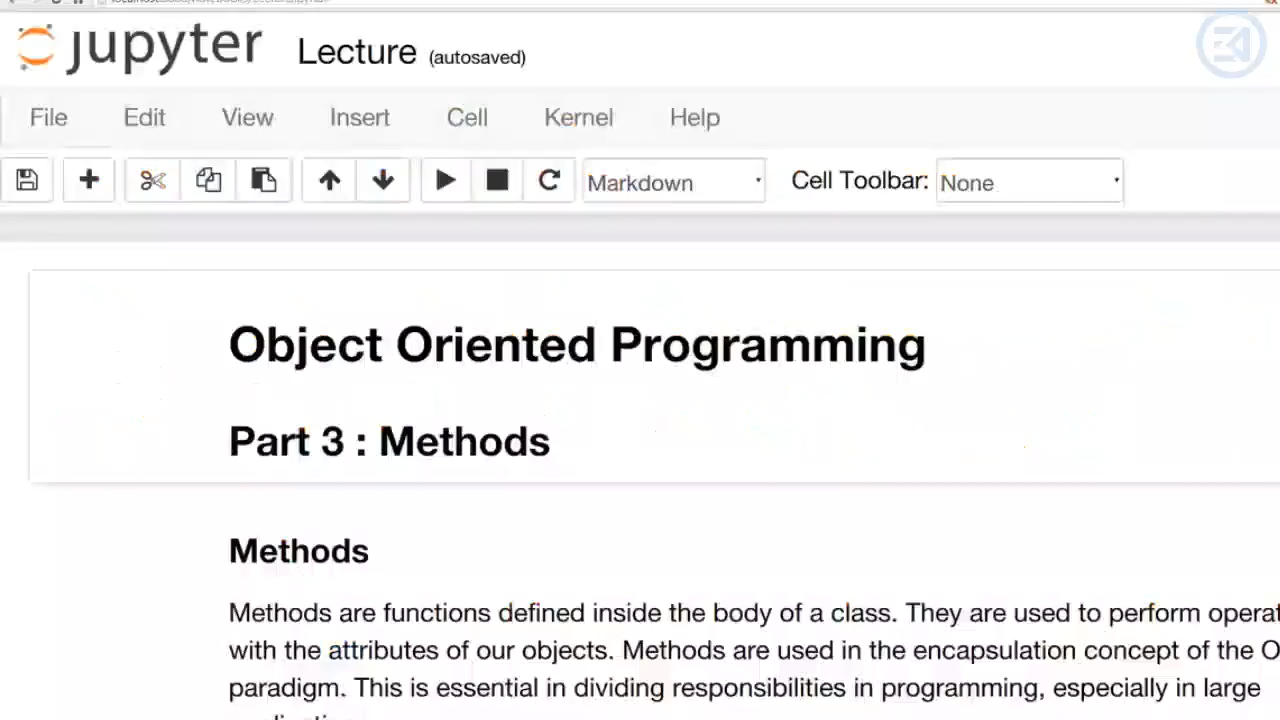 jupyter Lecture (autosaved)
File Edit View Insert Cell Kernel Help
Markdown Cell Toolbar: None
Object Oriented Programming
Part 3 : Methods
Methods
Methods are functions defined inside the body of a class. They are used to perform operat
with the attributes of our objects. Methods are used in the encapsulation concept of the O
paradigm. This is essential in dividing responsibilities in programming, especially in large